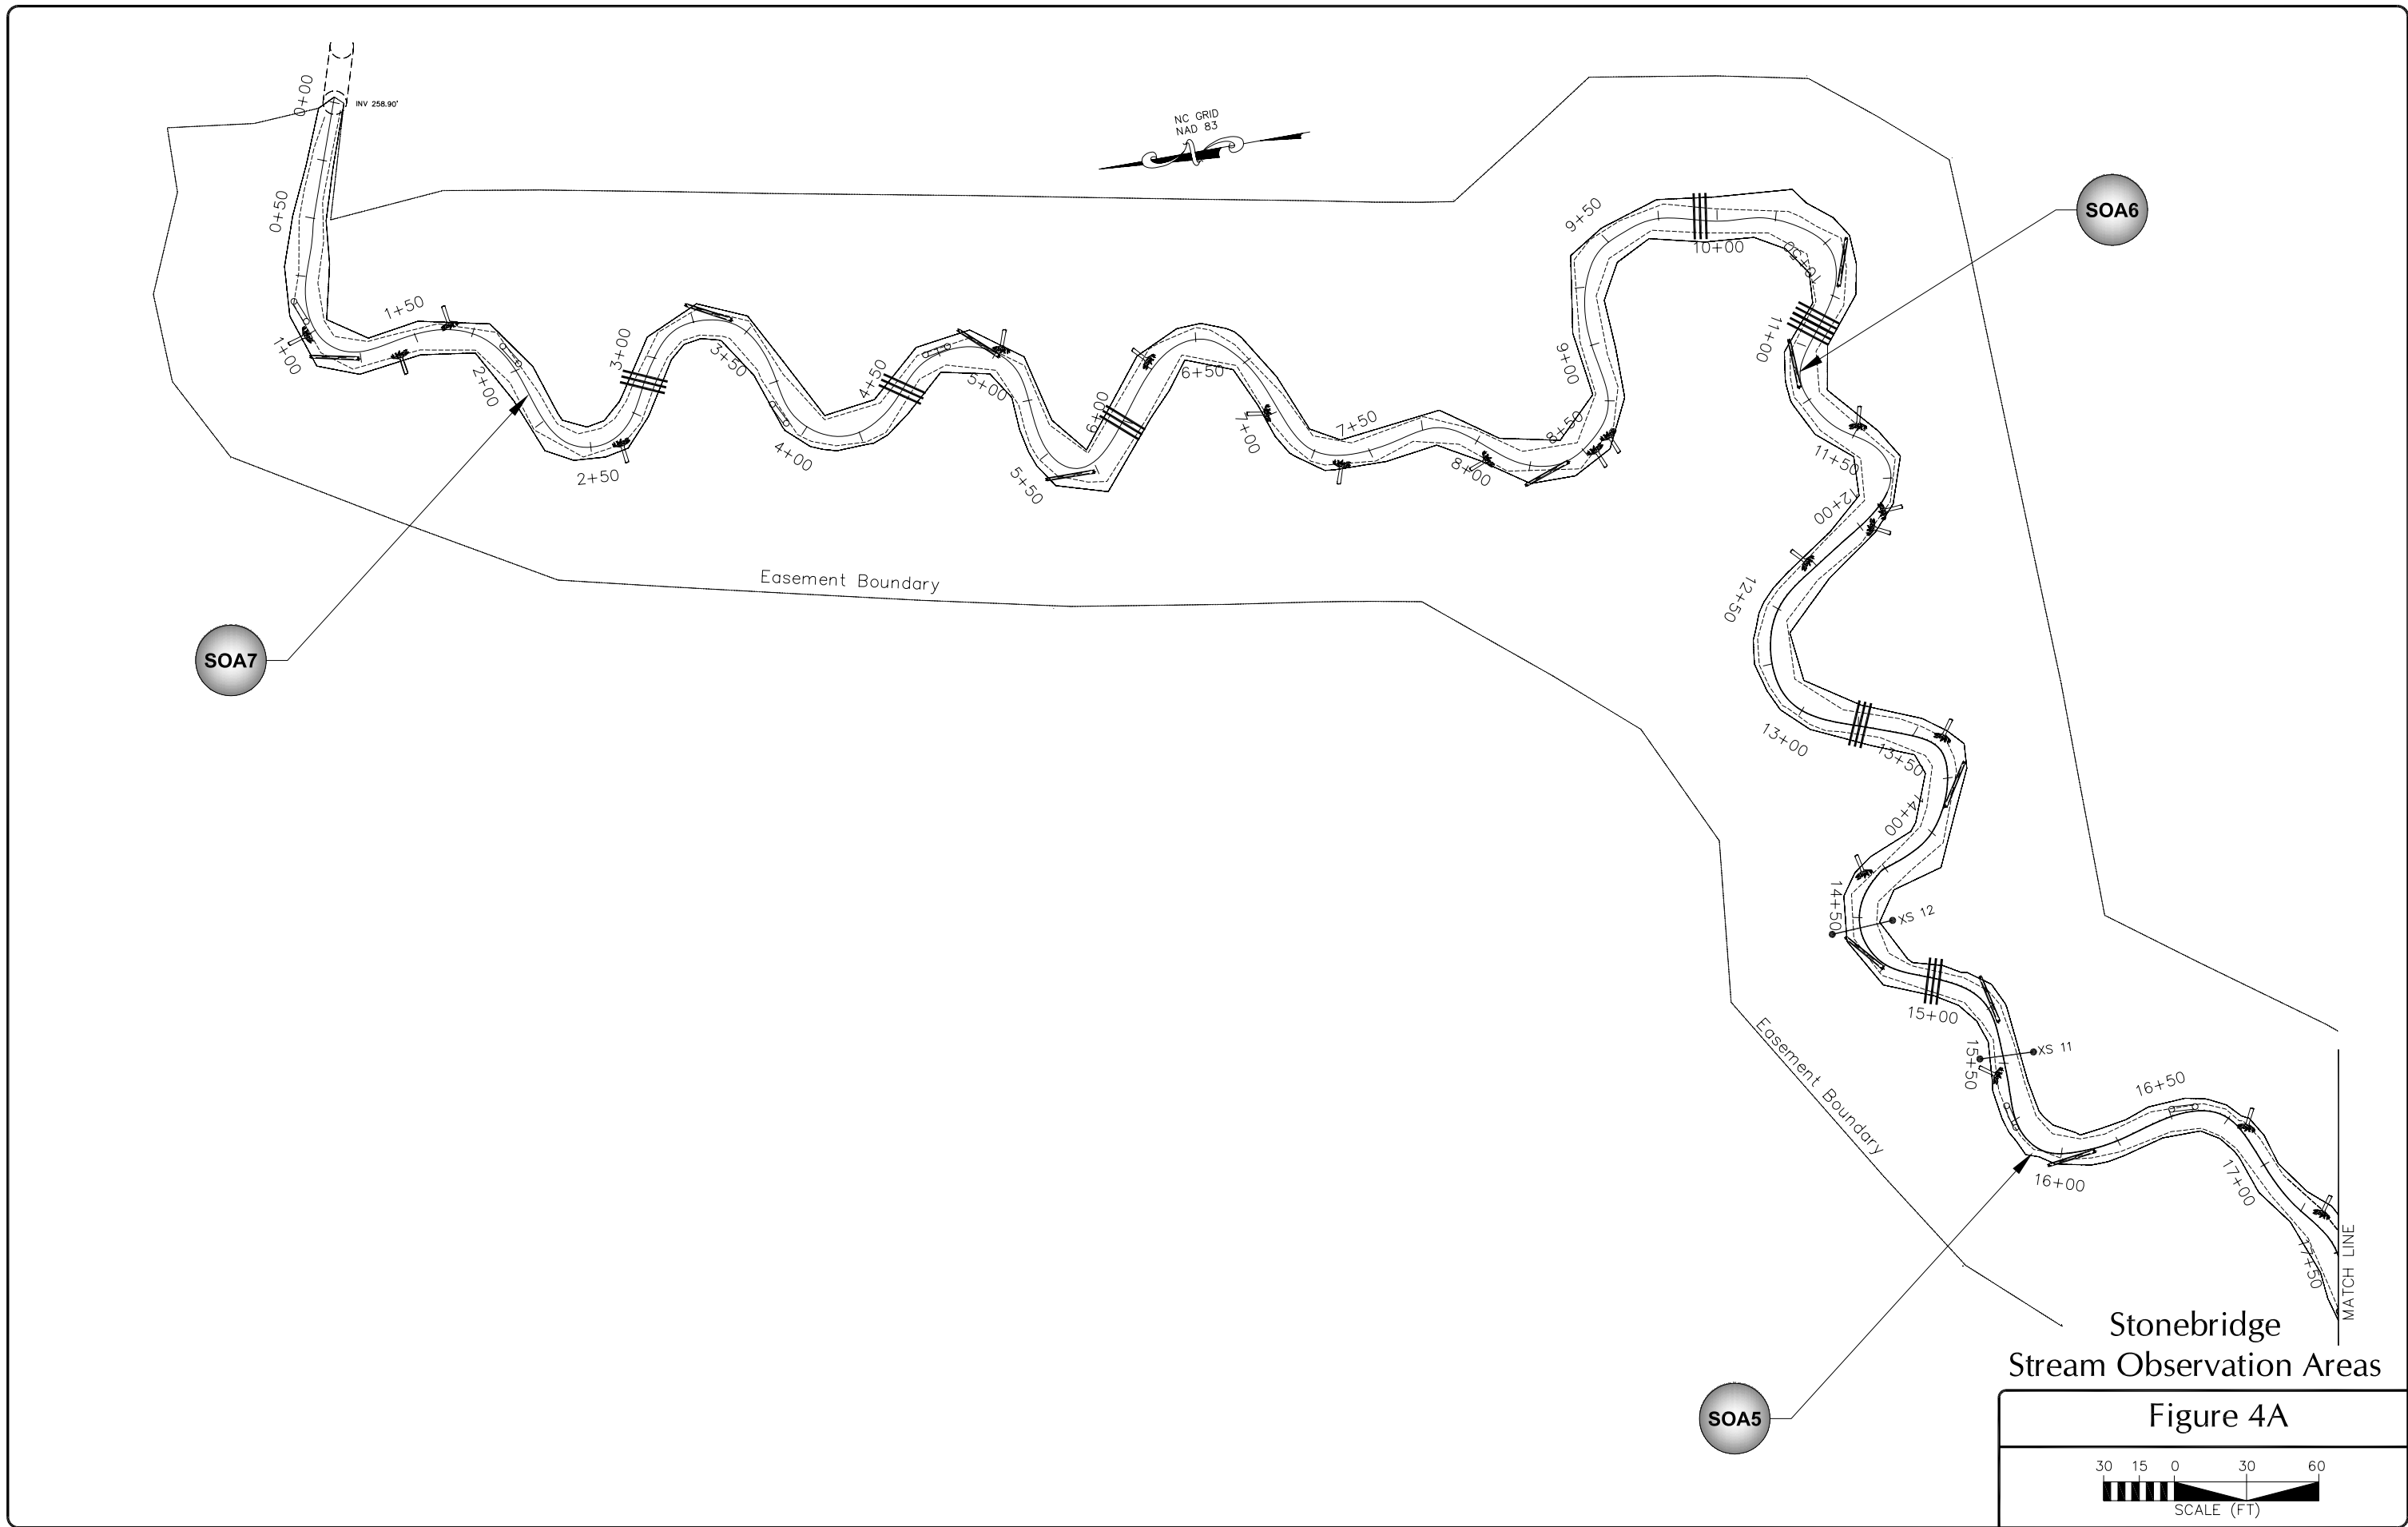 0+00
INV 258.90'
NC GRID
NAD 83
N
SOA6
0+50
9+50
10+00
10+50
1+50
11+00
1+00
3+00
3+50
2+00
4+50
5+00
6+50
9+00
6+00
7+50
8+50
7+00
4+00
2+50
5+50
8+00
11+50
12+00
Easement Boundary
12+50
SOA7
13+00
13+50
14+00
14+50
XS 12
15+00
Easement Boundary
15+50
XS 11
16+50
16+00
17+00
17+50
MATCH LINE
SOA5
Stonebridge
Stream Observation Areas
Figure 4A
30 15 0 30 60
SCALE (FT)